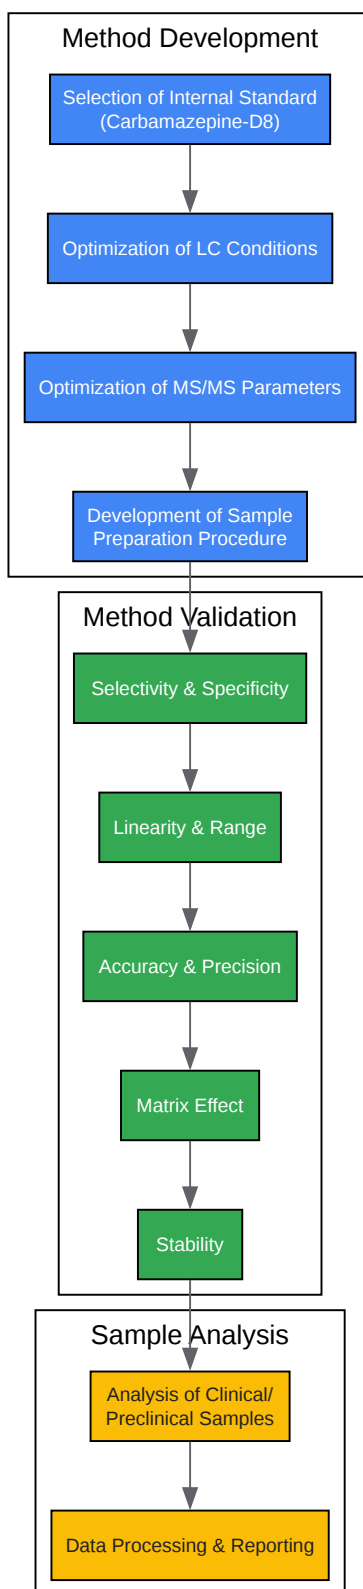 Method Development
Selection of Internal Standard
(Carbamazepine-D8)
Optimization of LC Conditions
Optimization of MS/MS Parameters
Development of Sample
Preparation Procedure
Method Validation
Selectivity & Specificity
Linearity & Range
Accuracy & Precision
Matrix Effect
Stability
Sample Analysis
Analysis of Clinical/
Preclinical Samples
Data Processing & Reporting